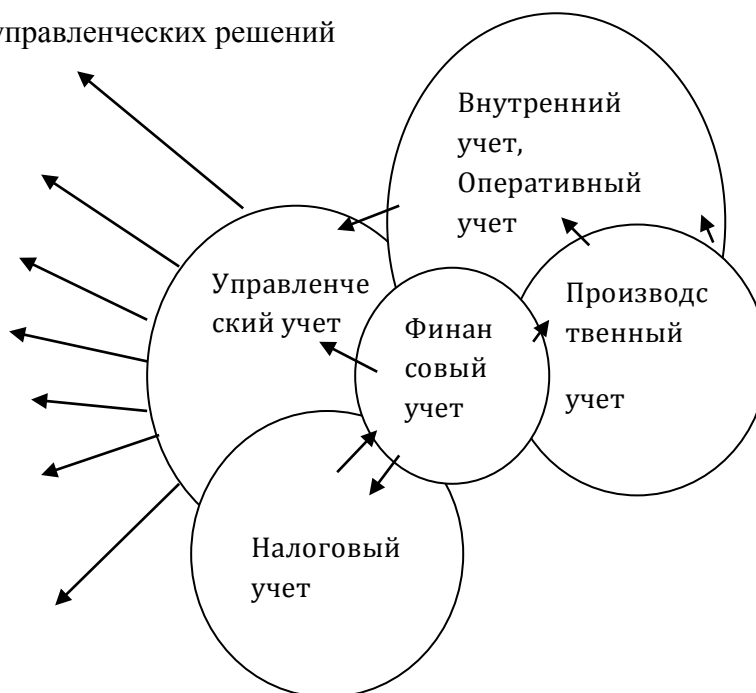 управленческих решений
Внутренний
учет,
Оперативный
учет
Управленче
ский учет
Финан
совый
учет
Производс
твенный
учет
Налоговый
учет